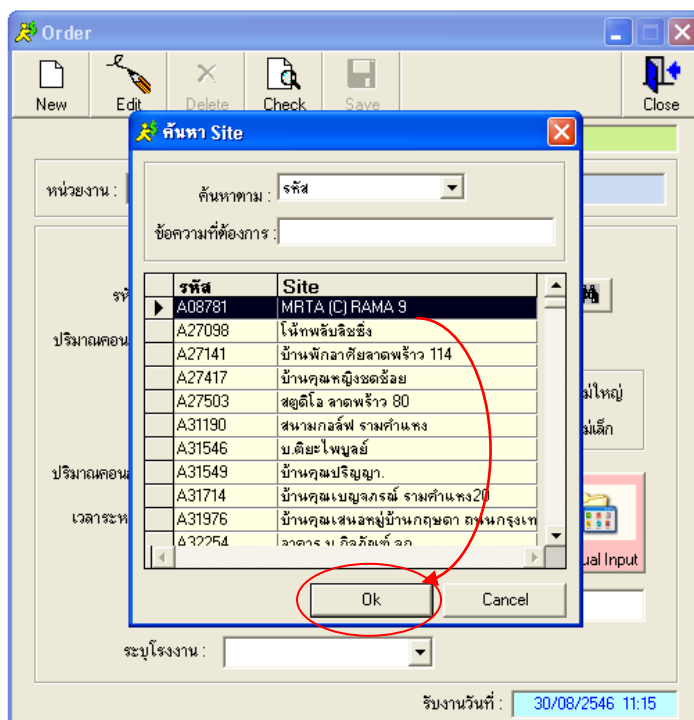 Order
New Edit Delete Check Save Close
ค้นหา Site
หน่วยงาน :
ค้นหาตาม : รหัส
ข้อความที่ต้องการ :
รหัส Site
A08781 MRTA (C) RAMA 9
A27098 โน้ทพลับลิชชิ่ง
A27141 บ้านพักอาศัยลาดพร้าว 114
A27417 บ้านคุณหญิงชดช้อย
A27503 สตูดิโอ ลาดพร้าว 80
A31190 สนามกอล์ฟ รามคำแหง
A31546 บ.ติยะไพบูลย์
A31549 บ้านคุณปริญญา.
A31714 บ้านคุณเบญจภรณ์ รามคำแหง20
A31976 บ้านคุณเสนอหมู่บ้านกฤษดา ถนนกรุงเท
A32254
รหั
ปริมาณคอน
ม่ใหญ่
ม่เล็ก
ปริมาณคอน
เวลาระห
ual Input
Ok Cancel
ระบุโรงงาน :
รับงานวันที่ : 30/08/2546 11:15